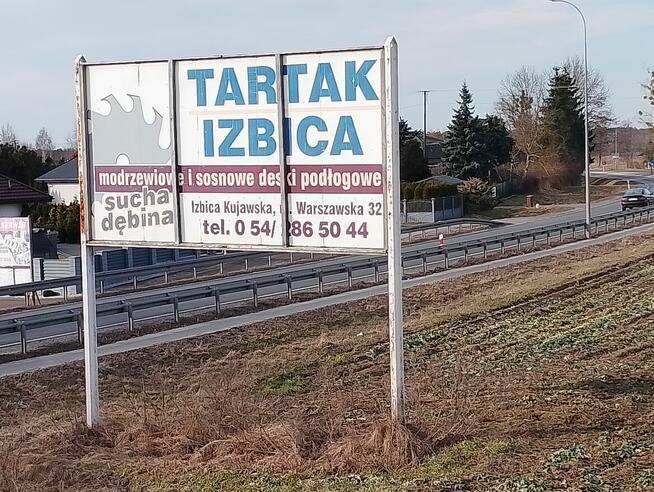 TARTAK
IZBICA
modrzewiowe i sosnowe deski podłogowe
sucha
dębina
Izbica Kujawska, ul. Warszawska 32
tel. 0 54/ 286 50 44